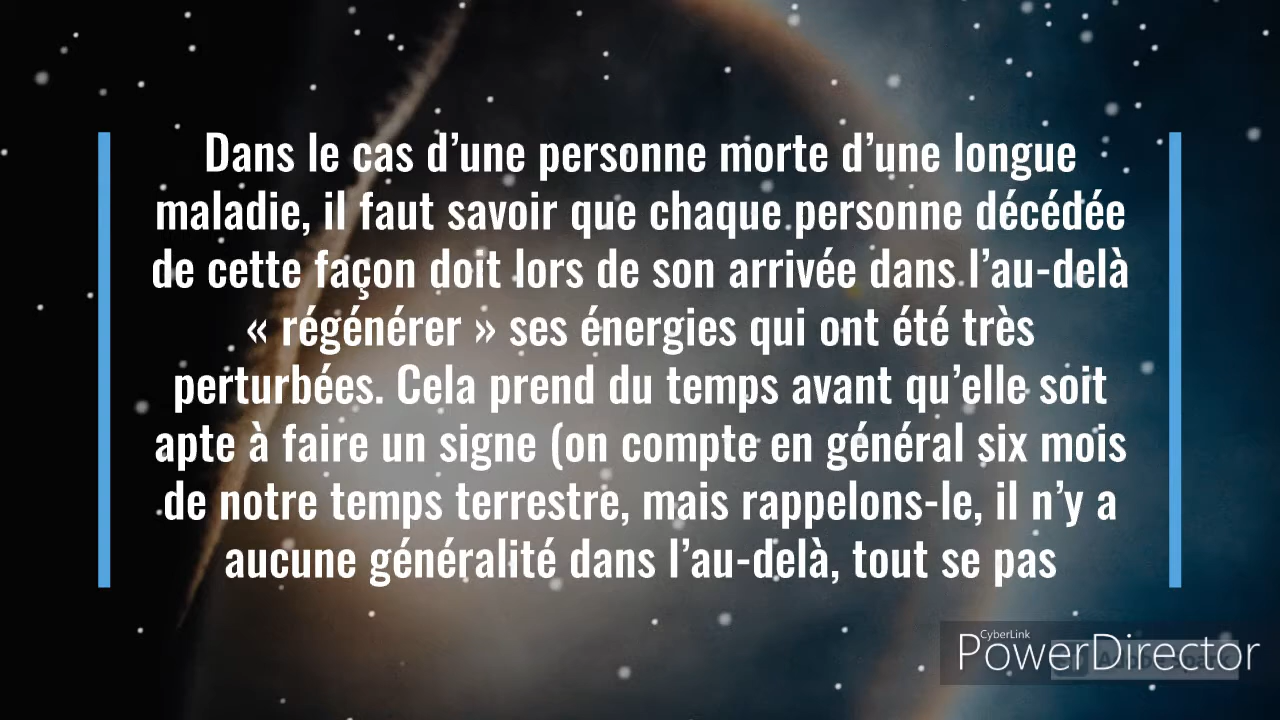 Dans le cas d’une personne morte d’une longue
maladie, il faut savoir que chaque personne décédée
de cette façon doit lors de son arrivée dans l’au-delà
« régénérer » ses énergies qui ont été très
perturbées. Cela prend du temps avant qu’elle soit
apte à faire un signe (on compte en général six mois
de notre temps terrestre, mais rappelons-le, il n’y a
aucune généralité dans l’au-delà, tout se pas
CyberLink
PowerDirector